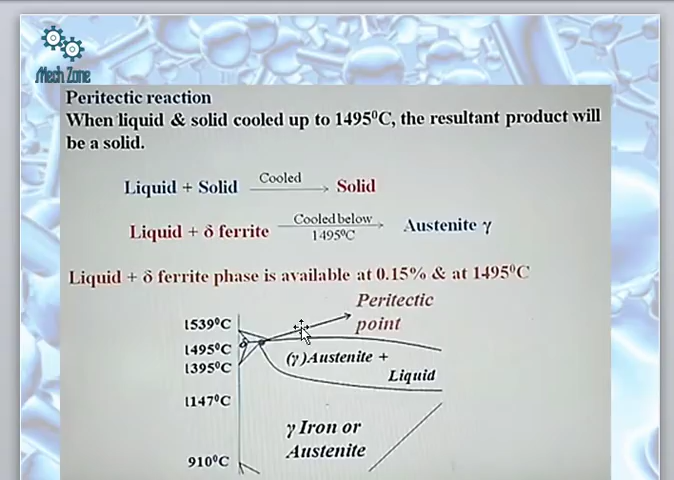 Mech Zone
Peritectic reaction
When liquid & solid cooled up to 1495⁰C, the resultant product will
be a solid.
Liquid + Solid Cooled Solid
Liquid + δ ferrite Cooled below 1495⁰C Austenite γ
Liquid + δ ferrite phase is available at 0.15% & at 1495⁰C
Peritectic
point
1539⁰C
1495⁰C δ
1395⁰C
(γ)Austenite +
Liquid
1147⁰C
γ Iron or
Austenite
910⁰C